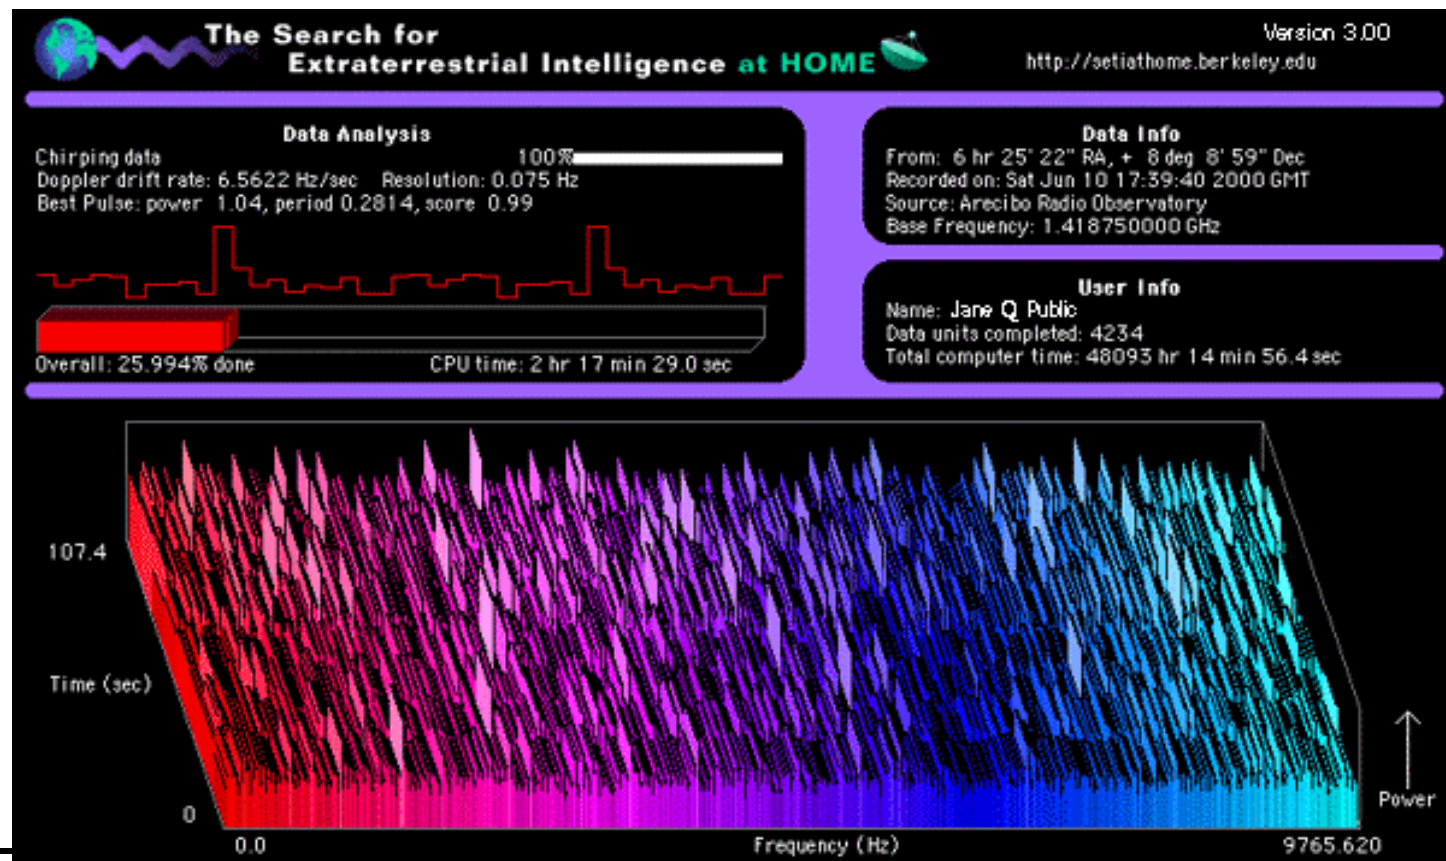 The Search for
Extraterrestrial Intelligence at HOME
Version 3.00
http://setiathome.berkeley.edu
Data Analysis
Chirping data 100%
Doppler drift rate: 6.5622 Hz/sec Resolution: 0.075 Hz
Best Pulse: power 1.04, period 0.2814, score 0.99
Overall: 25.994% done CPU time: 2 hr 17 min 29.0 sec
Data Info
From: 6 hr 25' 22" RA, + 8 deg 8' 59" Dec
Recorded on: Sat Jun 10 17:39:40 2000 GMT
Source: Arecibo Radio Observatory
Base Frequency: 1.418750000 GHz
User Info
Name: Jane Q Public
Data units completed: 4234
Total computer time: 48093 hr 14 min 56.4 sec
107.4
Time (sec)
0
0.0
Frequency (Hz)
9765.620
Power